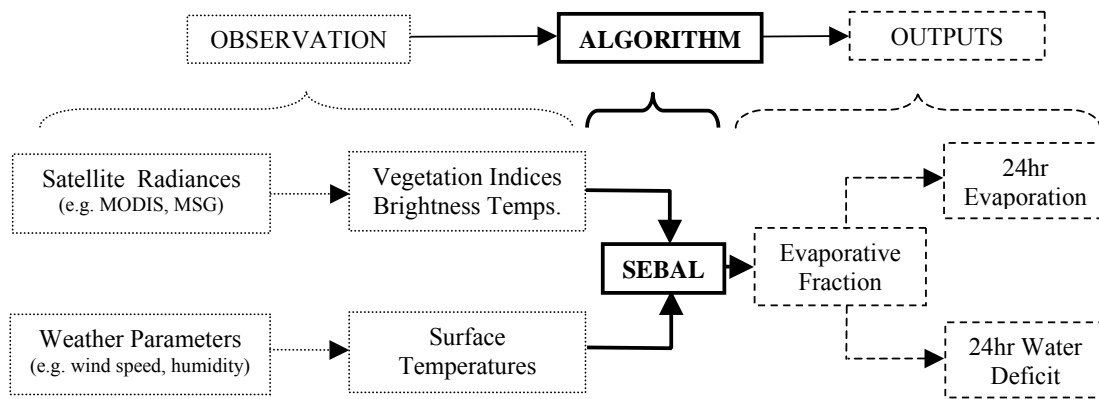 OBSERVATION
ALGORITHM
OUTPUTS
Satellite Radiances
(e.g. MODIS, MSG)
Vegetation Indices
Brightness Temps.
24hr
Evaporation
SEBAL
Evaporative
Fraction
Weather Parameters
(e.g. wind speed, humidity)
Surface
Temperatures
24hr Water
Deficit